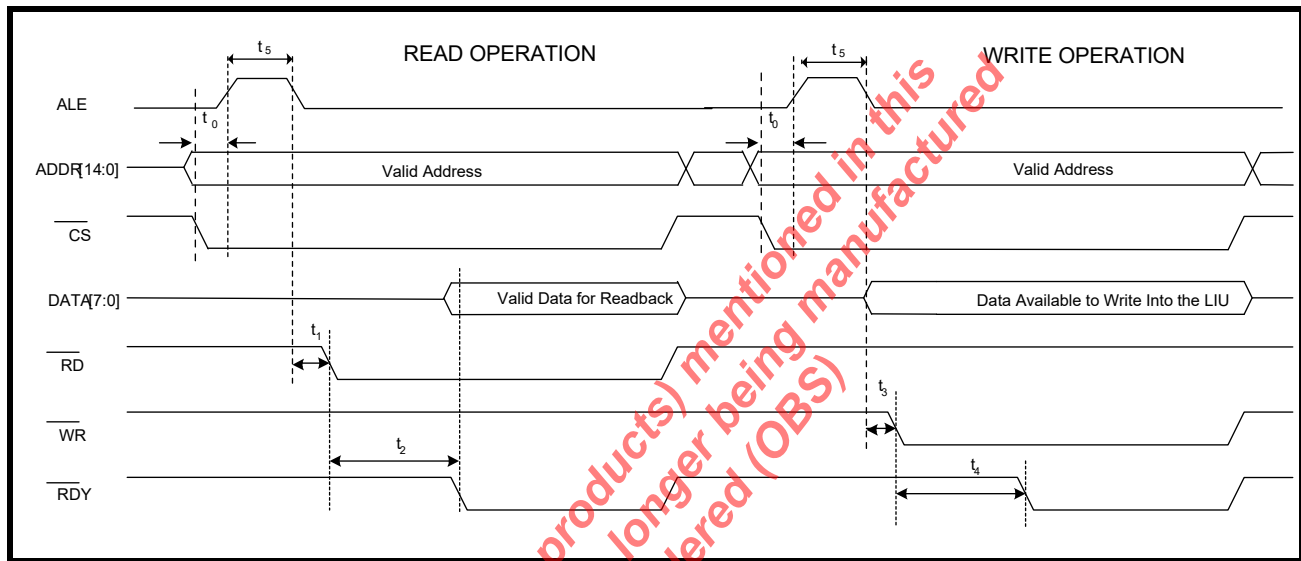 READ OPERATION
WRITE OPERATION
t5
t5
ALE
t0
t0
ADDR[14:0]
Valid Address
Valid Address
CS
DATA[7:0]
Valid Data for Readback
Data Available to Write Into the LIU
t1
RD
t3
WR
t2
t4
RDY
products) mentioned in this
longer being manufactured
dered (OBS)